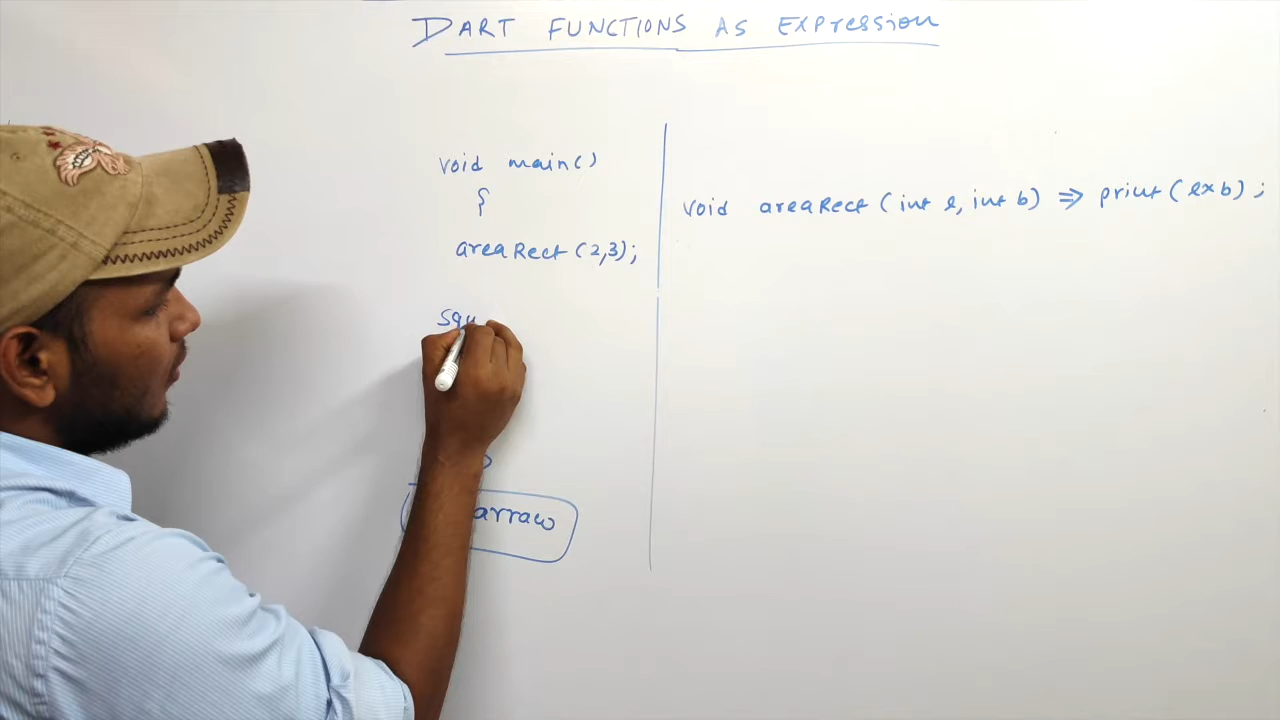 DART FUNCTIONS AS EXPRESSION
void main()
{
areaRect(2,3);
squ
arraw
void areaRect(int l, int b) => print(l×b);